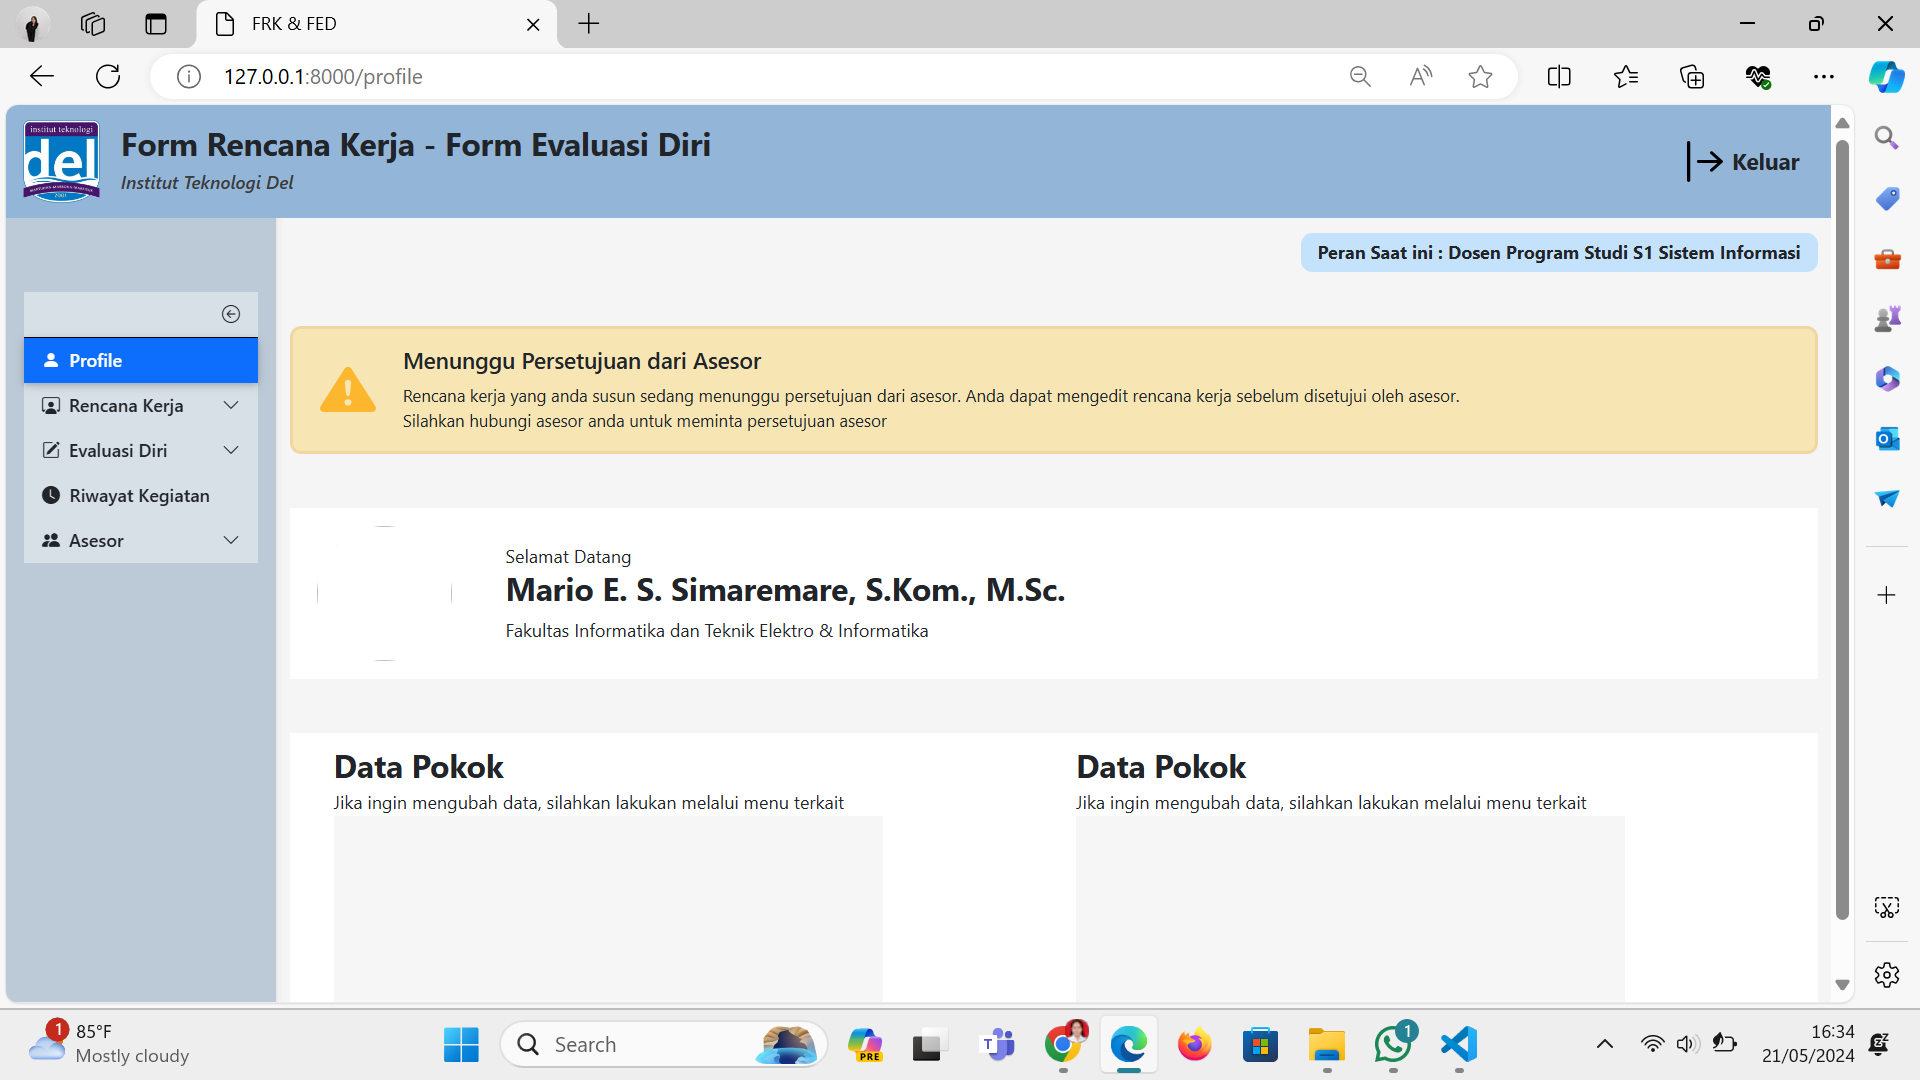 FRK & FED
127.0.0.1:8000/profile
institut teknologi
del
2001
Form Rencana Kerja - Form Evaluasi Diri
Institut Teknologi Del
Keluar
Peran Saat ini : Dosen Program Studi S1 Sistem Informasi
Profile
Rencana Kerja
Evaluasi Diri
Riwayat Kegiatan
Asesor
Menunggu Persetujuan dari Asesor
Rencana kerja yang anda susun sedang menunggu persetujuan dari asesor. Anda dapat mengedit rencana kerja sebelum disetujui oleh asesor.
Silahkan hubungi asesor anda untuk meminta persetujuan asesor
Selamat Datang
Mario E. S. Simaremare, S.Kom., M.Sc.
Fakultas Informatika dan Teknik Elektro & Informatika
Data Pokok
Jika ingin mengubah data, silahkan lakukan melalui menu terkait
Data Pokok
Jika ingin mengubah data, silahkan lakukan melalui menu terkait
1
85°F
Mostly cloudy
Search
PRE
1
16:34
21/05/2024